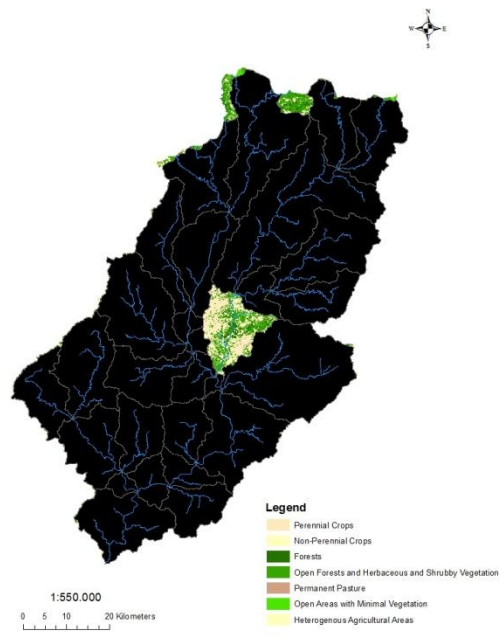 N
W E
S
Legend
Perennial Crops
Non-Perennial Crops
Forests
Open Forests and Herbaceous and Shrubby Vegetation
Permanent Pasture
Open Areas with Minimal Vegetation
Heterogenous Agricultural Areas
1:550.000
0 5 10 20 Kilometers